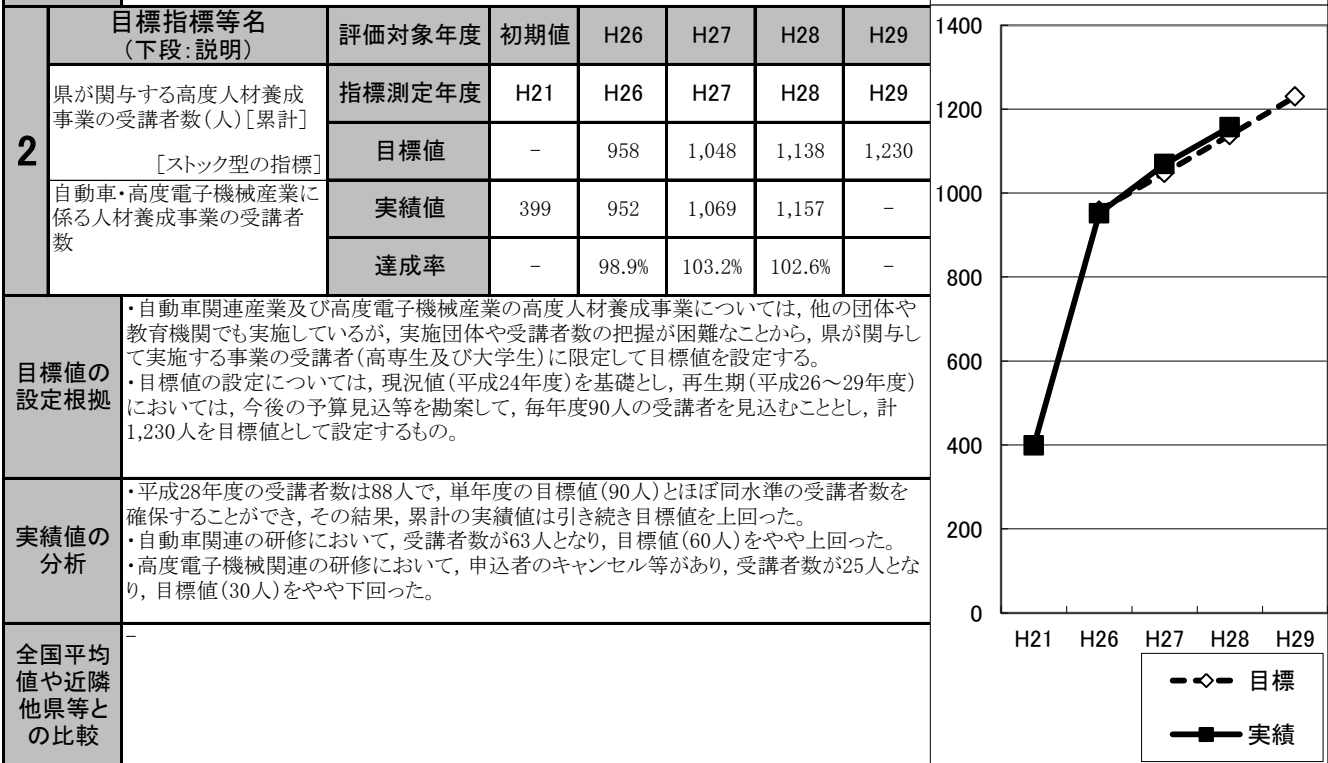 2
目標指標等名
（下段：説明）
評価対象年度 初期値 H26 H27 H28 H29
県が関与する高度人材養成
事業の受講者数（人）［累計］
［ストック型の指標］
自動車・高度電子機械産業に
係る人材養成事業の受講者
数
指標測定年度 H21 H26 H27 H28 H29
目標値 - 958 1,048 1,138 1,230
実績値 399 952 1,069 1,157 -
達成率 - 98.9% 103.2% 102.6% -
目標値の
設定根拠
・自動車関連産業及び高度電子機械産業の高度人材養成事業については，他の団体や
教育機関でも実施しているが，実施団体や受講者数の把握が困難なことから，県が関与し
て実施する事業の受講者（高専生及び大学生）に限定して目標値を設定する。
・目標値の設定については，現況値（平成24年度）を基礎とし，再生期（平成26～29年度）
においては，今後の予算見込等を勘案して，毎年度90人の受講者を見込むこととし，計
1,230人を目標値として設定するもの。
実績値の
分析
・平成28年度の受講者数は88人で，単年度の目標値（90人）とほぼ同水準の受講者数を
確保することができ，その結果，累計の実績値は引き続き目標値を上回った。
・自動車関連の研修において，受講者数が63人となり，目標値（60人）をやや上回った。
・高度電子機械関連の研修において，申込者のキャンセル等があり，受講者数が25人とな
り，目標値（30人）をやや下回った。
全国平均
値や近隣
他県等と
の比較
-
1400
1200
1000
800
600
400
200
0
H21 H26 H27 H28 H29
目標
実績